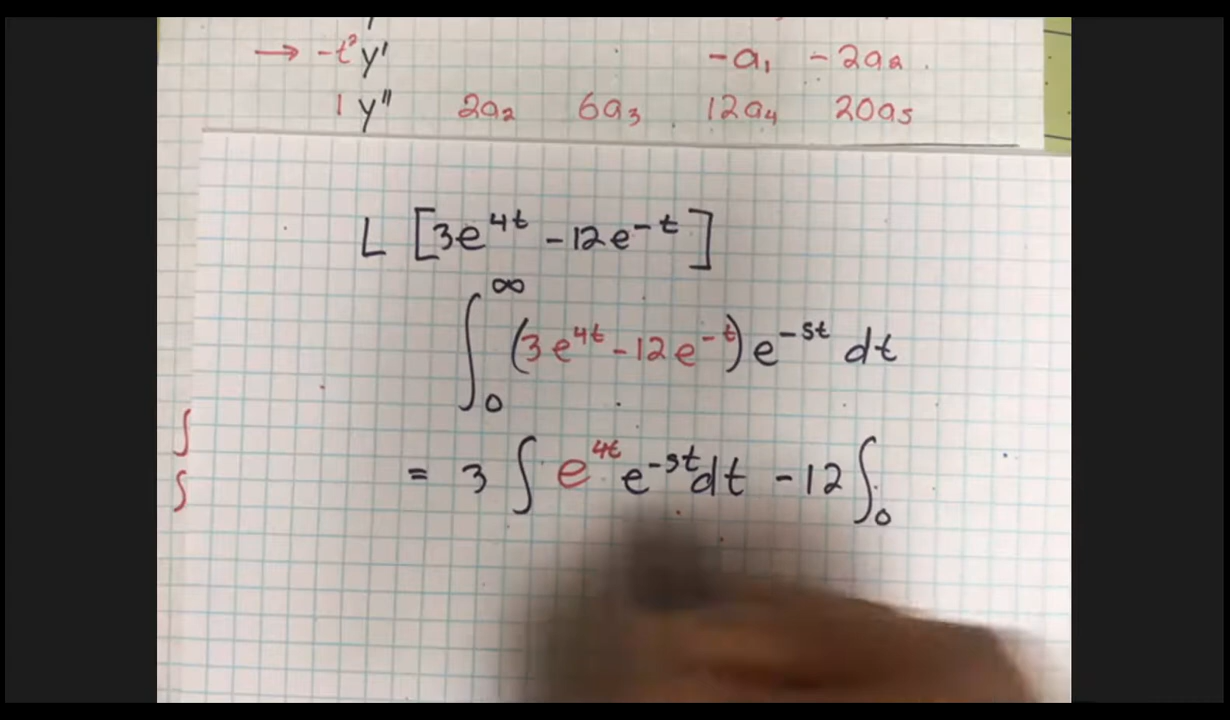 → -t² y' -a₁ -2a₂
1 y'' 2a₂ 6a₃ 12a₄ 20a₅
L [3e^{4t} - 12e^{-t}]
∫₀^∞ (3e^{4t} - 12e^{-t}) e^{-st} dt
∫
= 3 ∫ e^{4t} e^{-st} dt - 12 ∫₀
∫